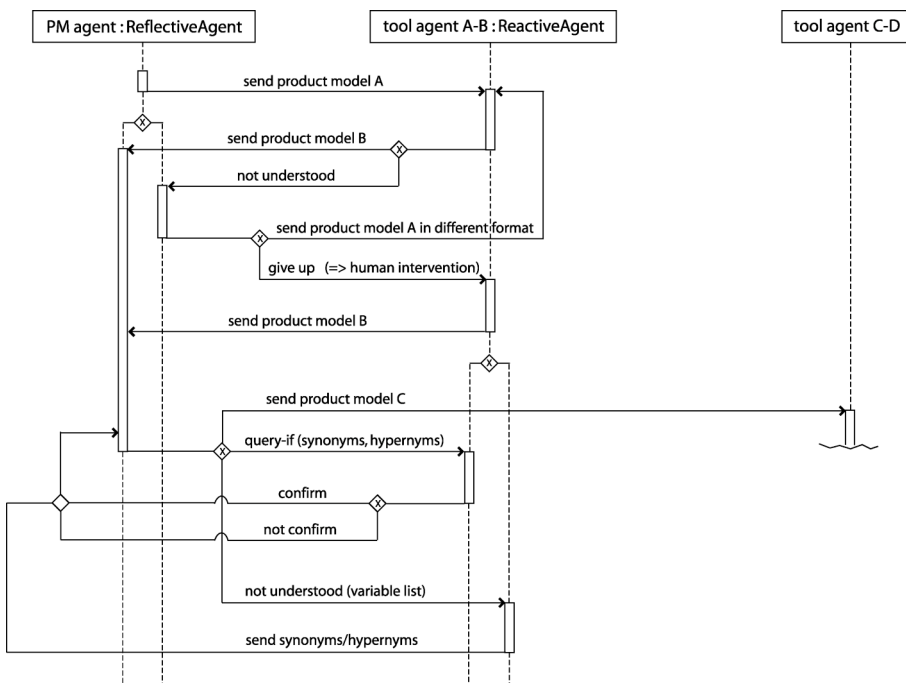 PM agent : ReflectiveAgent
tool agent A-B : ReactiveAgent
tool agent C-D
send product model A
x
send product model B
x
not understood
send product model A in different format
x
give up (=> human intervention)
send product model B
x
send product model C
query-if (synonyms, hypernyms)
x
confirm
x
not confirm
not understood (variable list)
send synonyms/hypernyms